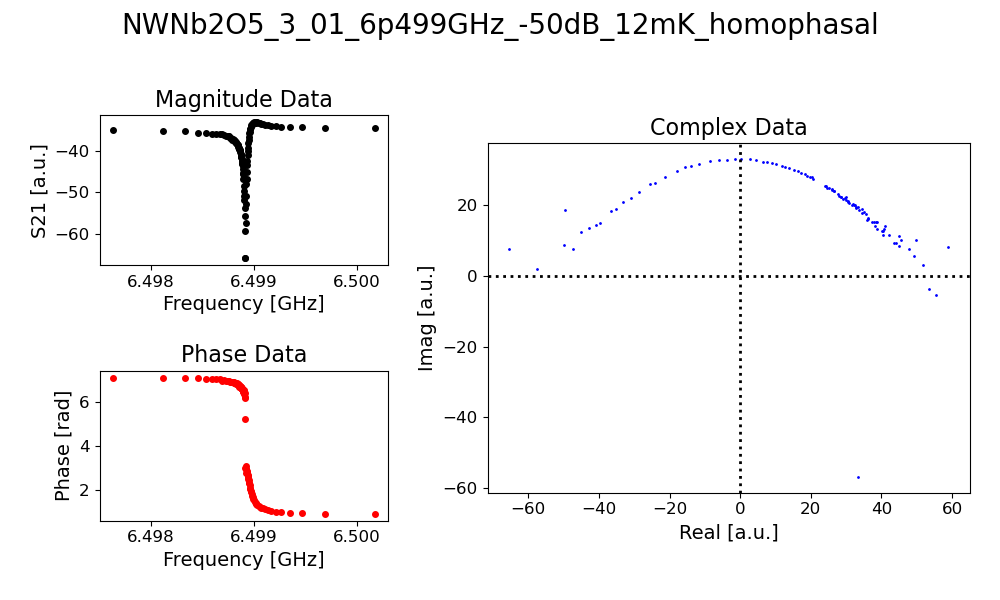 NWNb2O5_3_01_6p499GHz_-50dB_12mK_homophasal
Magnitude Data
S21 [a.u.]
−40
−50
−60
6.498 6.499 6.500
Frequency [GHz]
Phase Data
Phase [rad]
6
4
2
6.498 6.499 6.500
Frequency [GHz]
Complex Data
Imag [a.u.]
20
0
−20
−40
−60
−60 −40 −20 0 20 40 60
Real [a.u.]